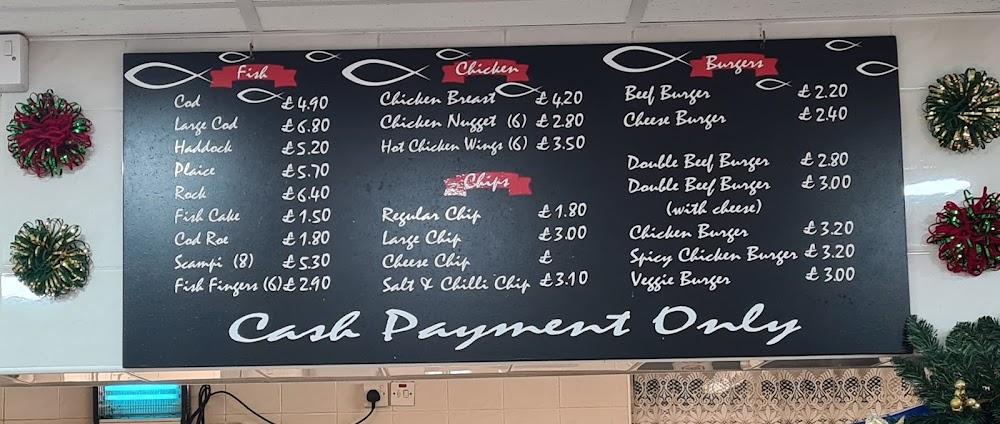 Fish
Cod £4.90
Large Cod £6.80
Haddock £5.20
Plaice £5.70
Rock £6.40
Fish Cake £1.50
Cod Roe £1.80
Scampi (8) £5.30
Fish Fingers (6) £2.90
Chicken
Chicken Breast £4.20
Chicken Nugget (6) £2.80
Hot Chicken Wings (6) £3.50
Chips
Regular Chip £1.80
Large Chip £3.00
Cheese Chip £
Salt & Chilli Chip £3.10
Burgers
Beef Burger £2.20
Cheese Burger £2.40
Double Beef Burger £2.80
Double Beef Burger £3.00
(with cheese)
Chicken Burger £3.20
Spicy Chicken Burger £3.20
Veggie Burger £3.00
Cash Payment Only